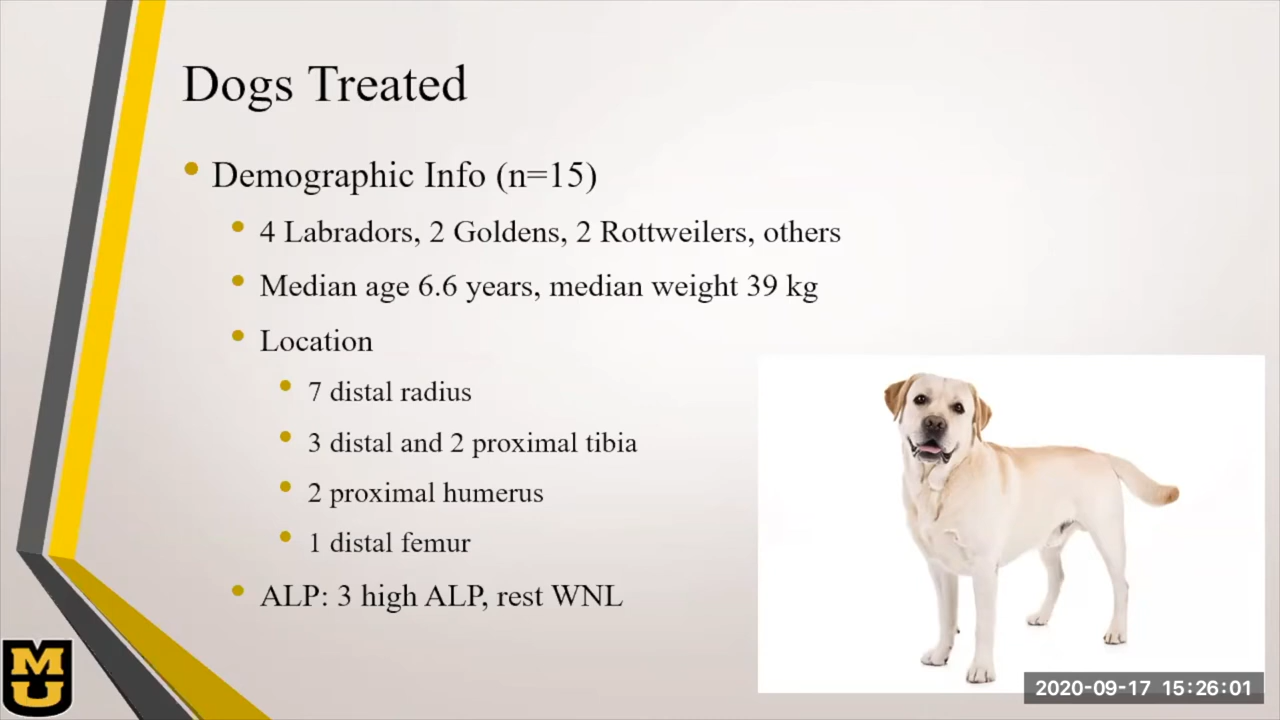 Dogs Treated
Demographic Info (n=15)
4 Labradors, 2 Goldens, 2 Rottweilers, others
Median age 6.6 years, median weight 39 kg
Location
7 distal radius
3 distal and 2 proximal tibia
2 proximal humerus
1 distal femur
ALP: 3 high ALP, rest WNL
MU
2020-09-17 15:26:01